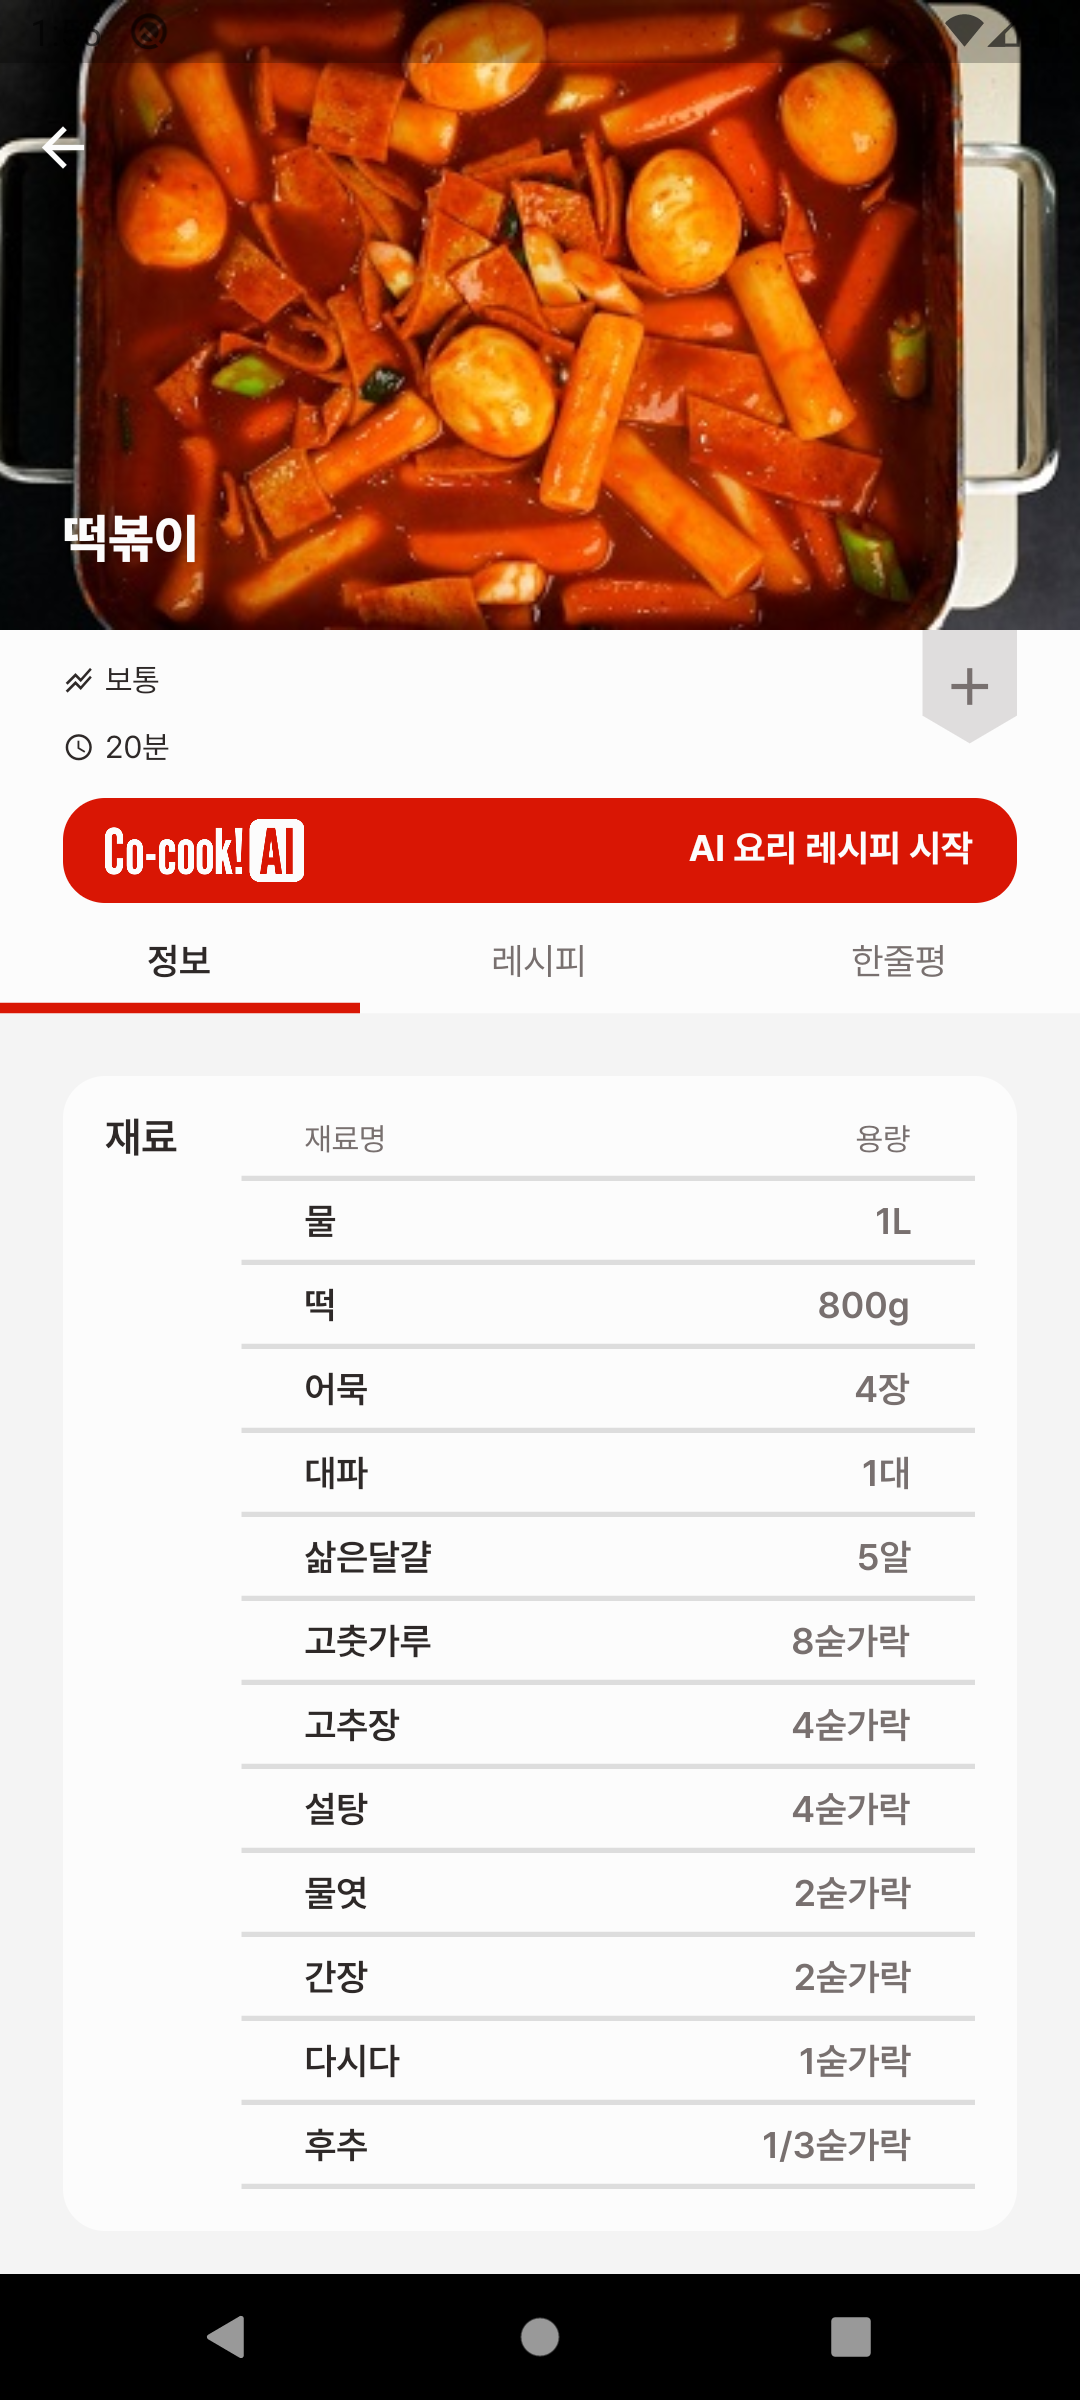 떡볶이
보통
20분
Co-cook! AI
AI 요리 레시피 시작
정보 레시피 한줄평
재료 재료명 용량
물 1L
떡 800g
어묵 4장
대파 1대
삶은달걀 5알
고춧가루 8숟가락
고추장 4숟가락
설탕 4숟가락
물엿 2숟가락
간장 2숟가락
다시다 1숟가락
후추 1/3숟가락